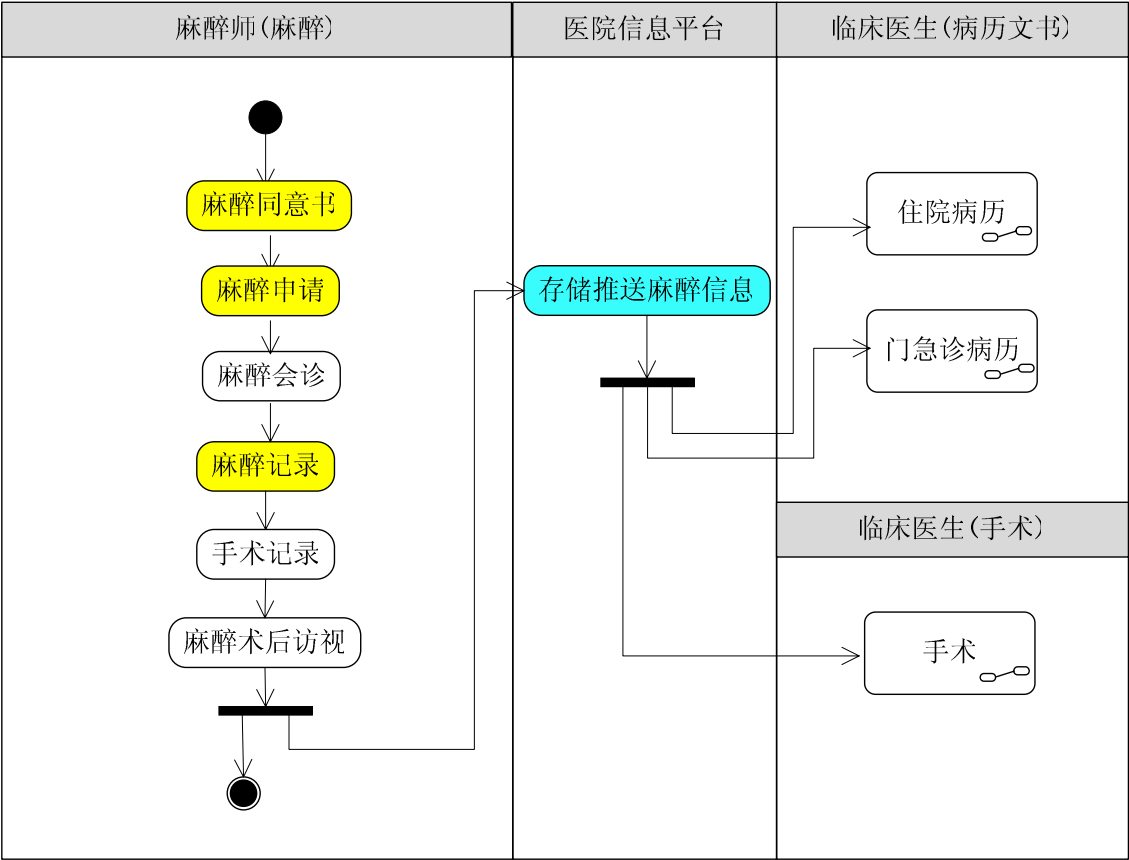 麻醉师(麻醉)
医院信息平台
临床医生(病历文书)
麻醉同意书
麻醉申请
麻醉会诊
麻醉记录
手术记录
麻醉术后访视
存储推送麻醉信息
住院病历
门急诊病历
临床医生(手术)
手术